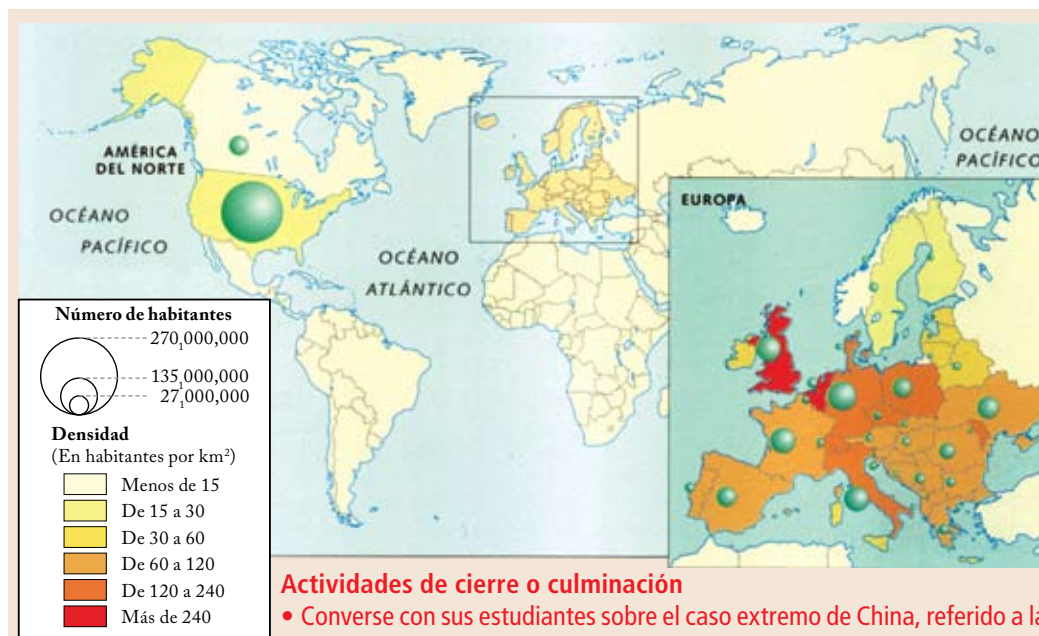 AMÉRICA
DEL NORTE
OCÉANO
PACÍFICO
OCÉANO
ATLÁNTICO
OCÉANO
PACÍFICO
EUROPA
Número de habitantes
270,000,000
1
135,000,000
1
27,000,000
1
Densidad
(En habitantes por km²)
Menos de 15
De 15 a 30
De 30 a 60
De 60 a 120
De 120 a 240
Más de 240
Actividades de cierre o culminación
• Converse con sus estudiantes sobre el caso extremo de China, referido a la